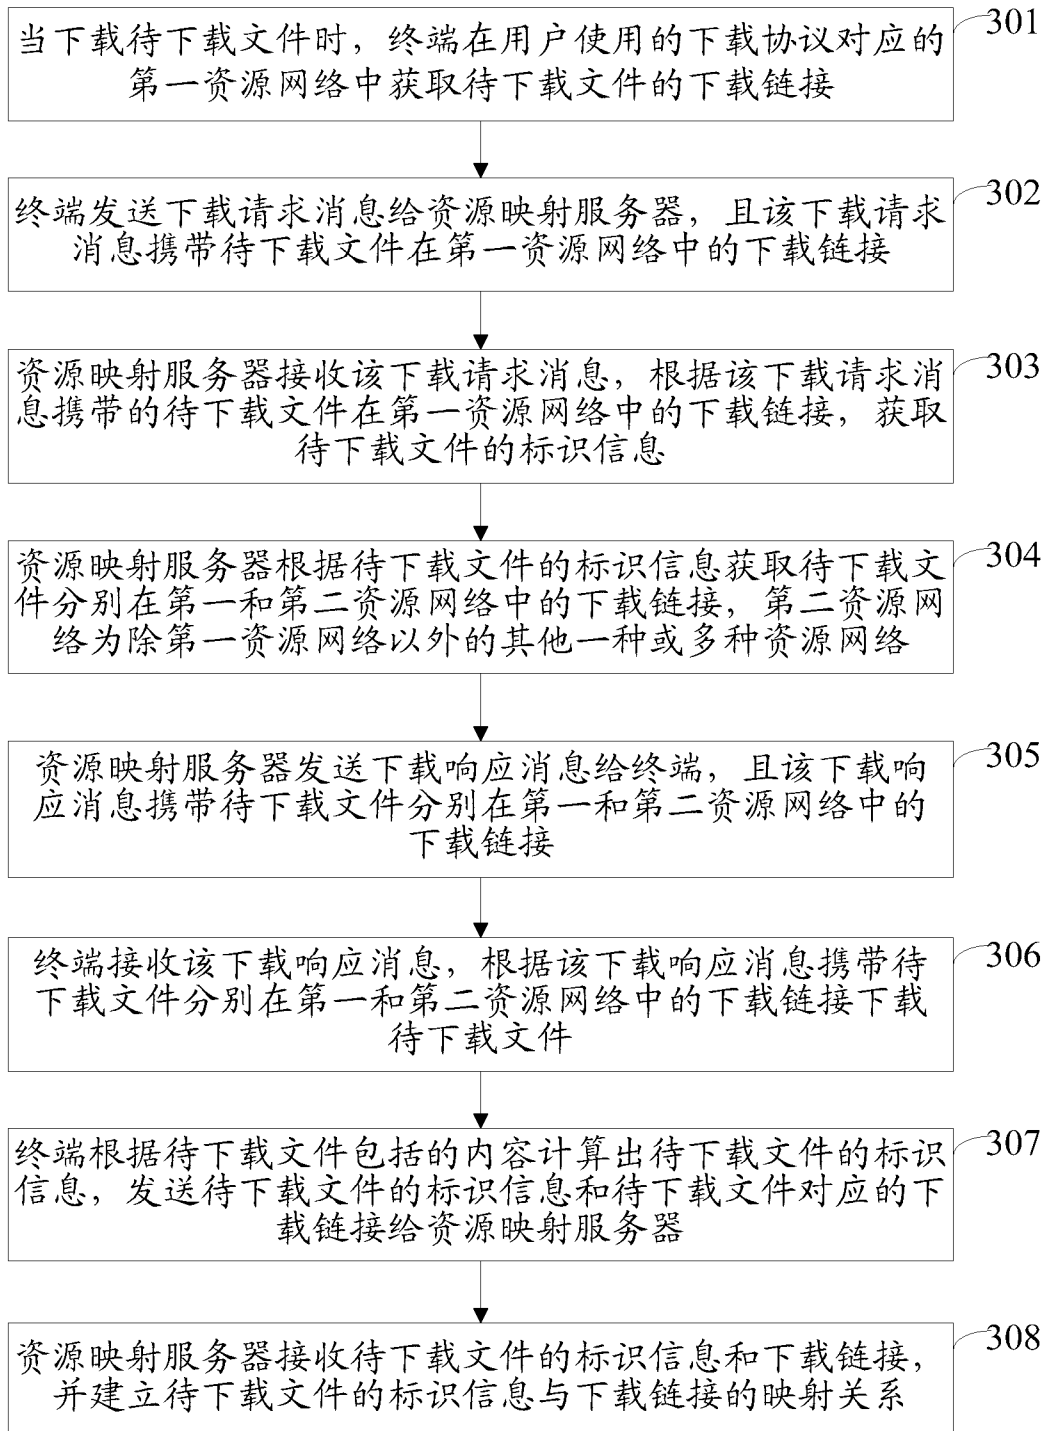 当下载待下载文件时，终端在用户使用的下载协议对应的
第一资源网络中获取待下载文件的下载链接
301
终端发送下载请求消息给资源映射服务器，且该下载请求
消息携带待下载文件在第一资源网络中的下载链接
302
资源映射服务器接收该下载请求消息，根据该下载请求消
息携带的待下载文件在第一资源网络中的下载链接，获取
待下载文件的标识信息
303
资源映射服务器根据待下载文件的标识信息获取待下载文
件分别在第一和第二资源网络中的下载链接，第二资源网
络为除第一资源网络以外的其他一种或多种资源网络
304
资源映射服务器发送下载响应消息给终端，且该下载响
应消息携带待下载文件分别在第一和第二资源网络中的
下载链接
305
终端接收该下载响应消息，根据该下载响应消息携带待
下载文件分别在第一和第二资源网络中的下载链接下载
待下载文件
306
终端根据待下载文件包括的内容计算出待下载文件的标识
信息，发送待下载文件的标识信息和待下载文件对应的下
载链接给资源映射服务器
307
资源映射服务器接收待下载文件的标识信息和下载链接，
并建立待下载文件的标识信息与下载链接的映射关系
308